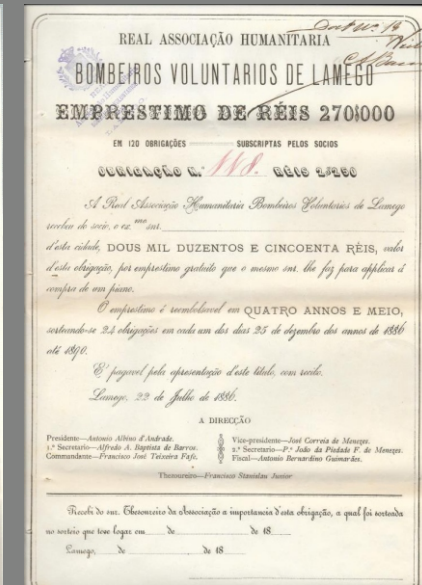 REAL ASSOCIAÇÃO HUMANITARIA
BOMBEIROS VOLUNTARIOS DE LAMEGO
EMPRESTIMO DE RÉIS 270$000
EM 120 OBRIGAÇÕES SUBSCRIPTAS PELOS SOCIOS
OBRIGAÇÃO N.º 118. RÉIS 2$250
A Real Associação Humanitaria Bombeiros Voluntarios de Lamego
recebeu do socio, o ex.mo snr.
d'esta cidade, DOUS MIL DUZENTOS E CINCOENTA RÉIS, valor
d'esta obrigação, por emprestimo gratuito que o mesmo snr. lhe faz para applicar á
compra de um piano.
O emprestimo é reembolsavel em QUATRO ANNOS E MEIO,
sorteando-se 24 obrigações em cada um dos dias 25 de dezembro dos annos de 1886
até 1890.
É pagavel pela apresentação d'este titulo, com recibo.
Lamego, 22 de Julho de 1886.
A DIRECÇÃO
Presidente—Antonio Albino d'Andrade.
1.º Secretario—Alfredo A. Baptista de Barros.
Commandante—Francisco José Teixeira Fafe.
Vice-presidente—José Correia de Menezes.
2.º Secretario—P.e João da Piedade F. de Menezes.
Fiscal—Antonio Bernardino Guimarães.
Thesoureiro—Francisco Stanislau Junior
Recebi do snr. Thesoureiro da Associação a importancia d'esta obrigação, a qual foi sorteada
no sorteio que teve logar em de de 18
Lamego, de de 18